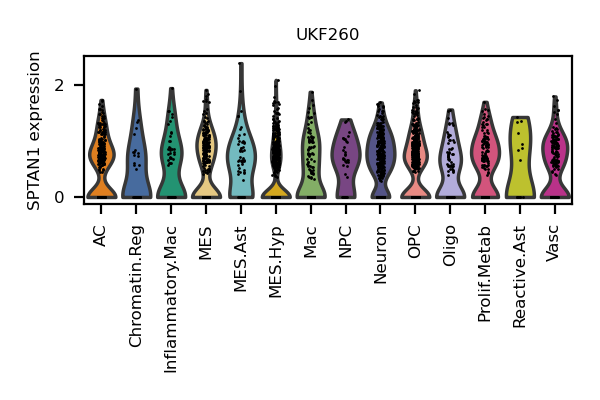 UKF260
SPTAN1 expression
2
0
AC
Chromatin.Reg
Inflammatory.Mac
MES
MES.Ast
MES.Hyp
Mac
NPC
Neuron
OPC
Oligo
Prolif.Metab
Reactive.Ast
Vasc